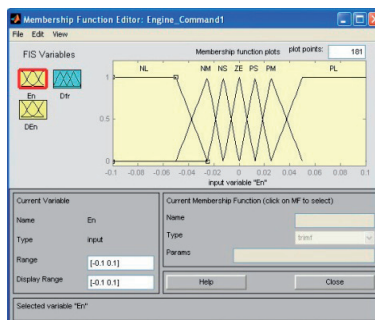 Membership Function Editor: Engine_Command1
File Edit View
FIS Variables
Membership function plots plot points: 181
En
Dfr
DEn
NL NM NS ZE PS PM PL
1
0.5
0
-0.1 -0.08 -0.06 -0.04 -0.02 0 0.02 0.04 0.06 0.08 0.1
input variable "En"
Current Variable
Name En
Type input
Range [-0.1 0.1]
Display Range [-0.1 0.1]
Current Membership Function (click on MF to select)
Name
Type trimf
Params
Help Close
Selected variable "En"